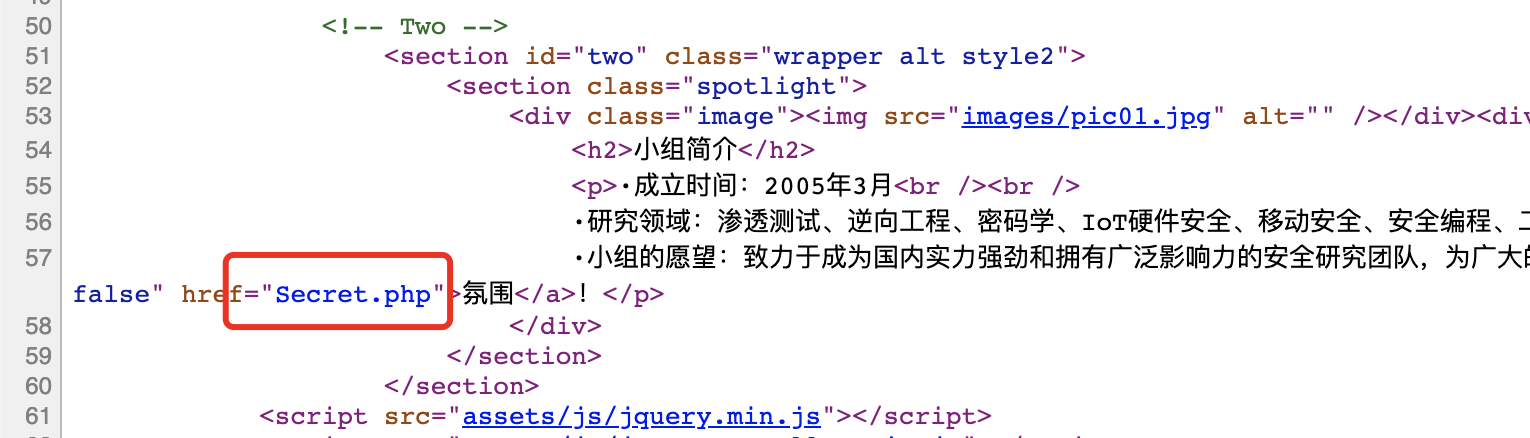 50 <!-- Two -->
51 <section id="two" class="wrapper alt style2">
52 <section class="spotlight">
53 <div class="image"><img src="images/pic01.jpg" alt="" /></div><div
54 <h2>小组简介</h2>
55 <p>·成立时间：2005年3月<br /><br />
56 ·研究领域：渗透测试、逆向工程、密码学、IoT硬件安全、移动安全、安全编程、
57 ·小组的愿望：致力于成为国内实力强劲和拥有广泛影响力的安全研究团队，为广大的
false" href="Secret.php">氛围</a>！</p>
58 </div>
59 </section>
60 </section>
61 <script src="assets/js/jquery.min.js"></script>